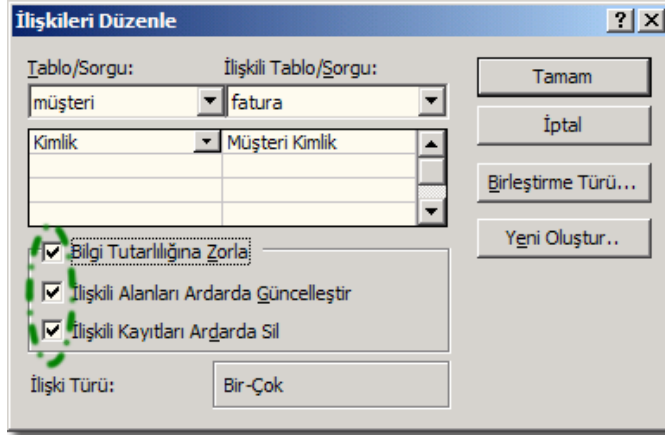 İlişkileri Düzenle
Tablo/Sorgu: İlişkili Tablo/Sorgu:
müşteri fatura
Kimlik Müşteri Kimlik
Bilgi Tutarlılığına Zorla
İlişkili Alanları Ardarda Güncelleştir
İlişkili Kayıtları Ardarda Sil
İlişki Türü: Bir-Çok
Tamam
İptal
Birleştirme Türü...
Yeni Oluştur..